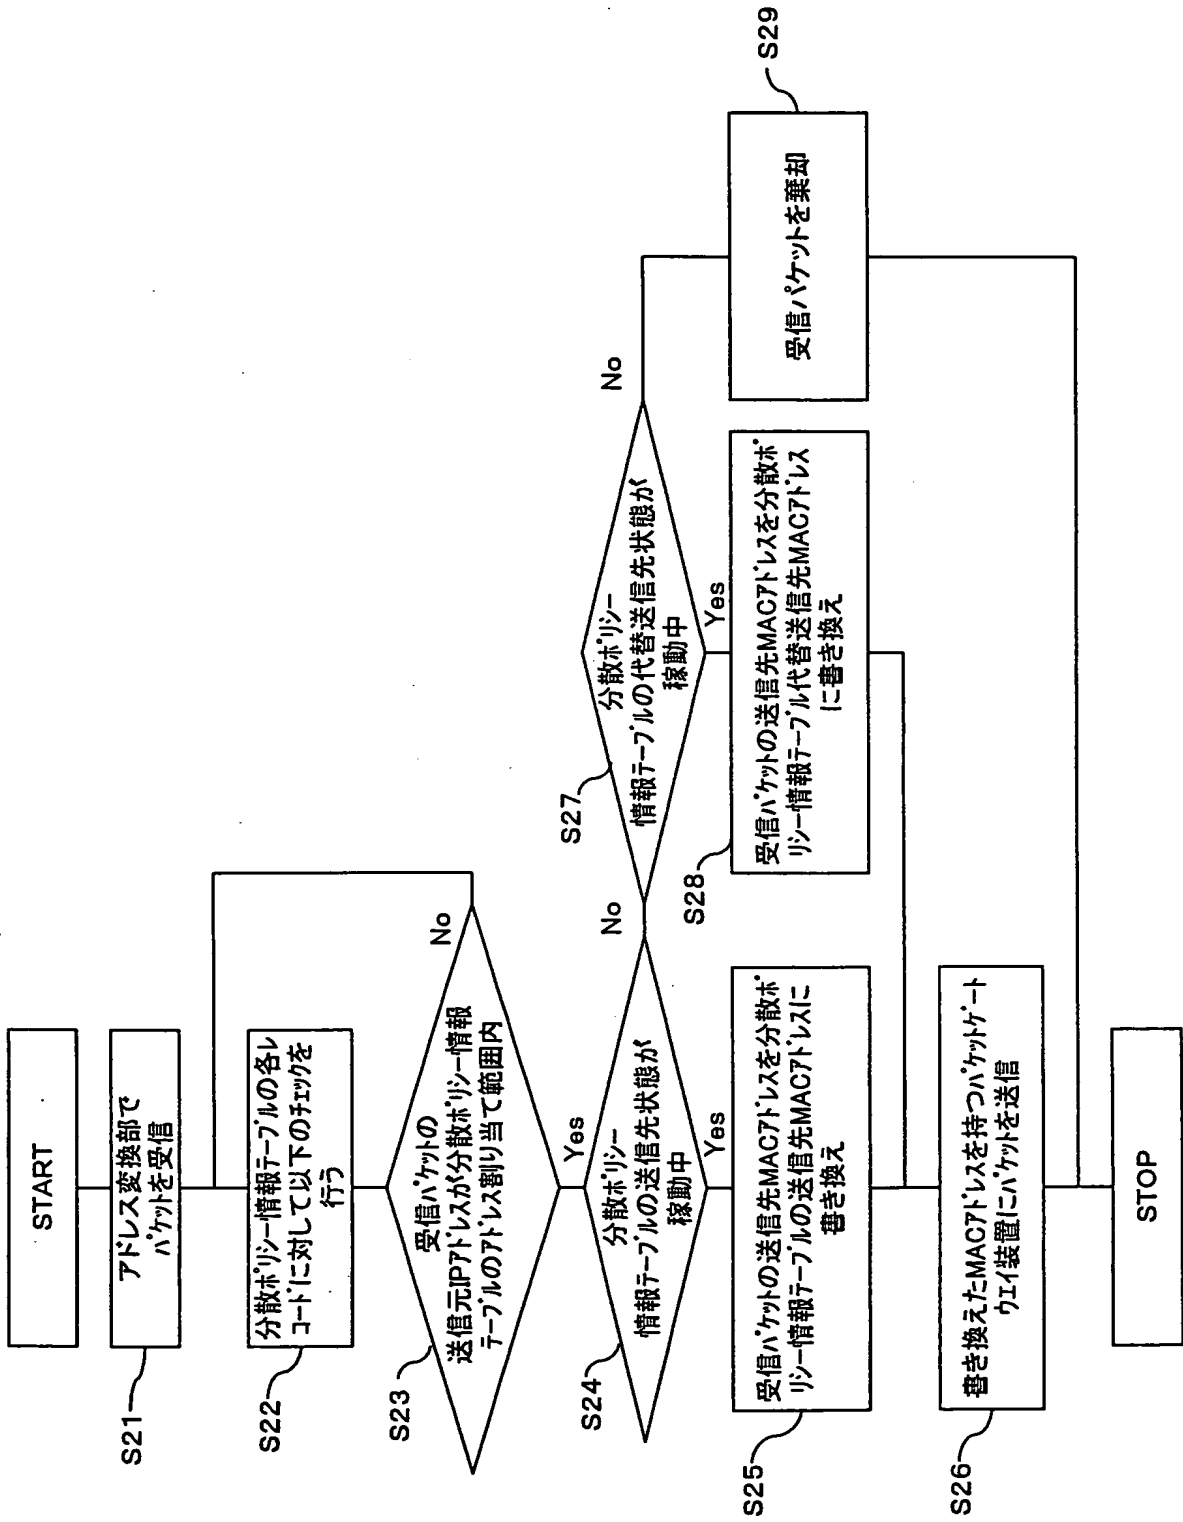 START
S21
アドレス変換部で
パケットを受信
S22
分散ポリシー情報テーブルの各レ
コードに対して以下のチェックを
行う
S23
受信パケットの
送信元IPアドレスが分散ポリシー情報
テーブルのアドレス割り当て範囲内
No
Yes
S24
分散ポリシー
情報テーブルの送信先状態が
稼動中
No
Yes
S27
分散ポリシー
情報テーブルの代替送信先状態が
稼動中
No
Yes
S25
受信パケットの送信先MACアドレスを分散ポ
リシー情報テーブルの送信先MACアドレスに
書き換え
S28
受信パケットの送信先MACアドレスを分散ポ
リシー情報テーブル代替送信先MACアドレス
に書き換え
S29
受信パケットを棄却
S26
書き換えたMACアドレスを持つパケットゲート
ウエイ装置にパケットを送信
STOP